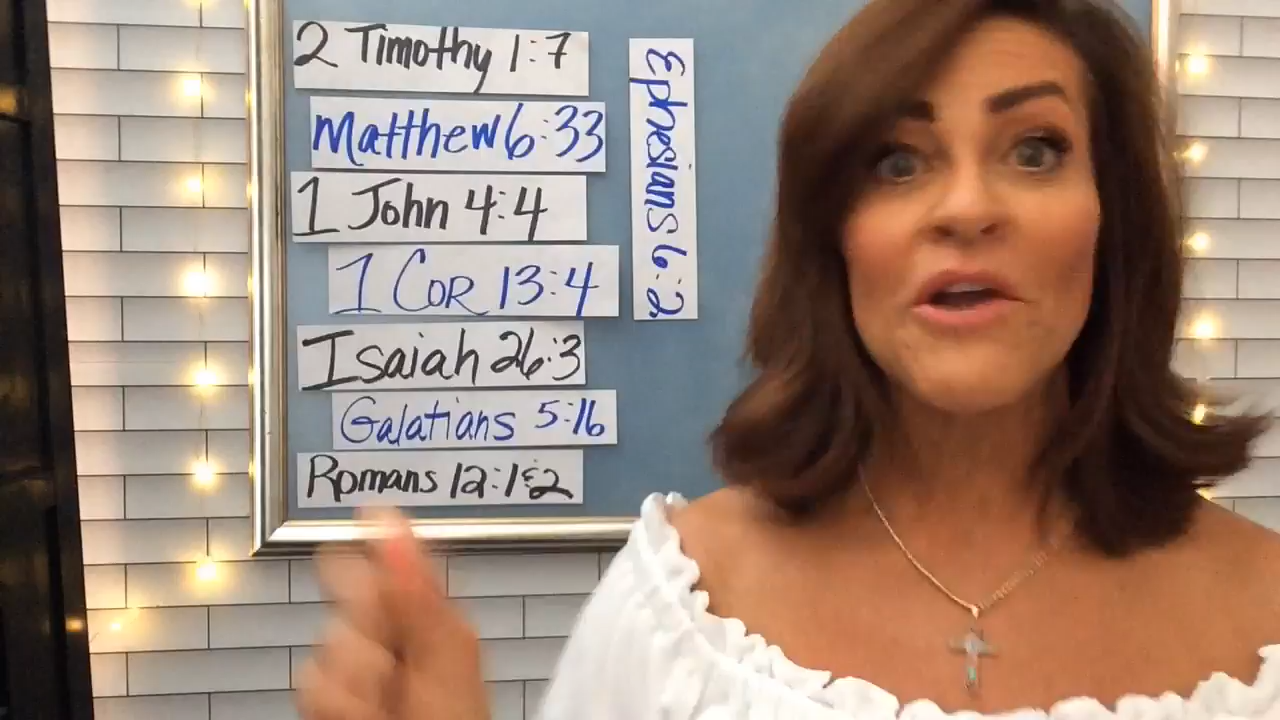 2 Timothy 1:7
Matthew 6:33
1 John 4:4
1 COR 13:4
Isaiah 26:3
Galatians 5:16
Romans 12:1&2
Ephesians 6:2